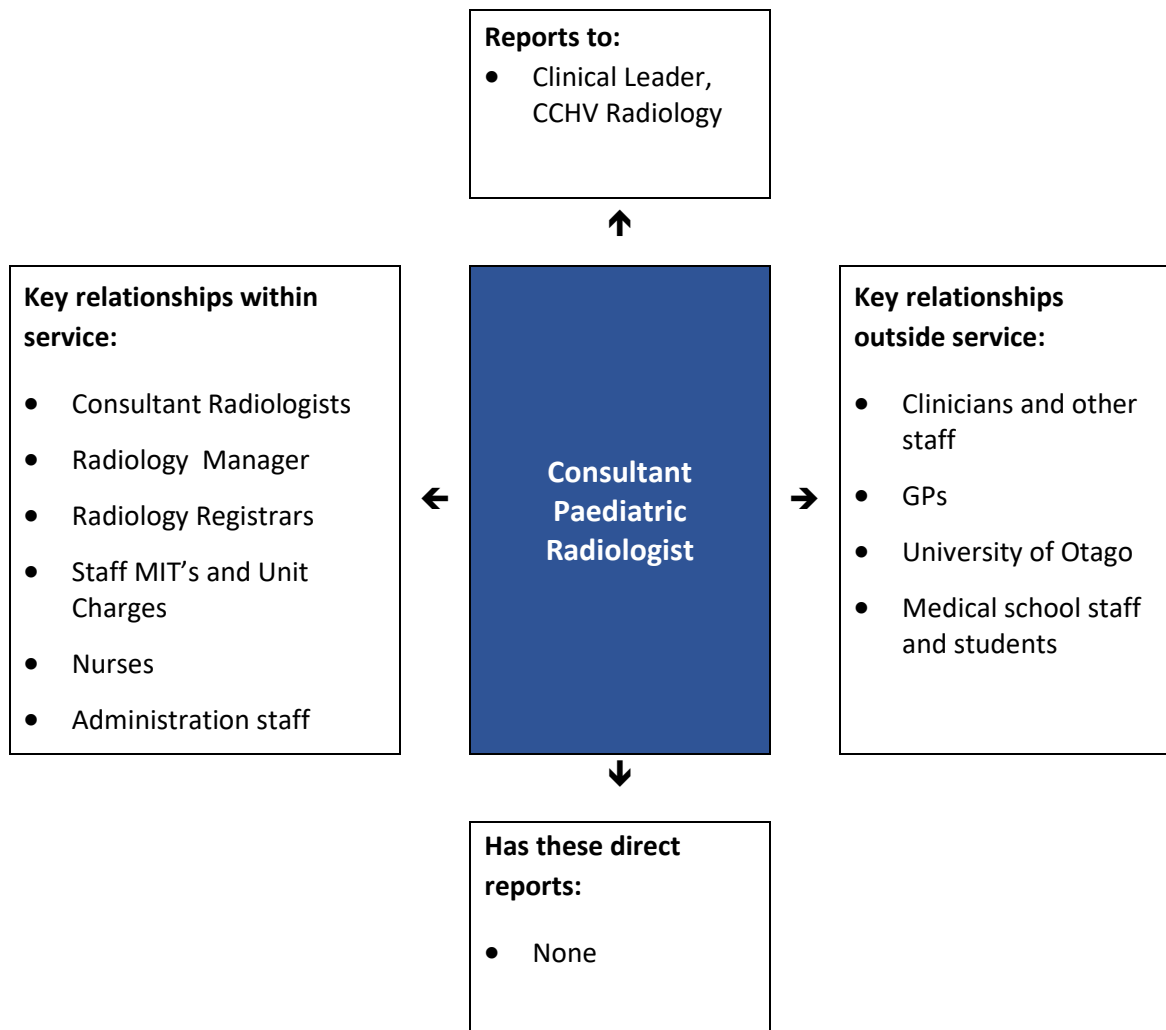 Reports to:
• Clinical Leader,
CCHV Radiology
Key relationships within
service:
• Consultant Radiologists
• Radiology  Manager
• Radiology Registrars
• Staff MIT’s and Unit
Charges
• Nurses
• Administration staff
Consultant
Paediatric
Radiologist
Key relationships
outside service:
• Clinicians and other
staff
• GPs
• University of Otago
• Medical school staff
and students
Has these direct
reports:
• None